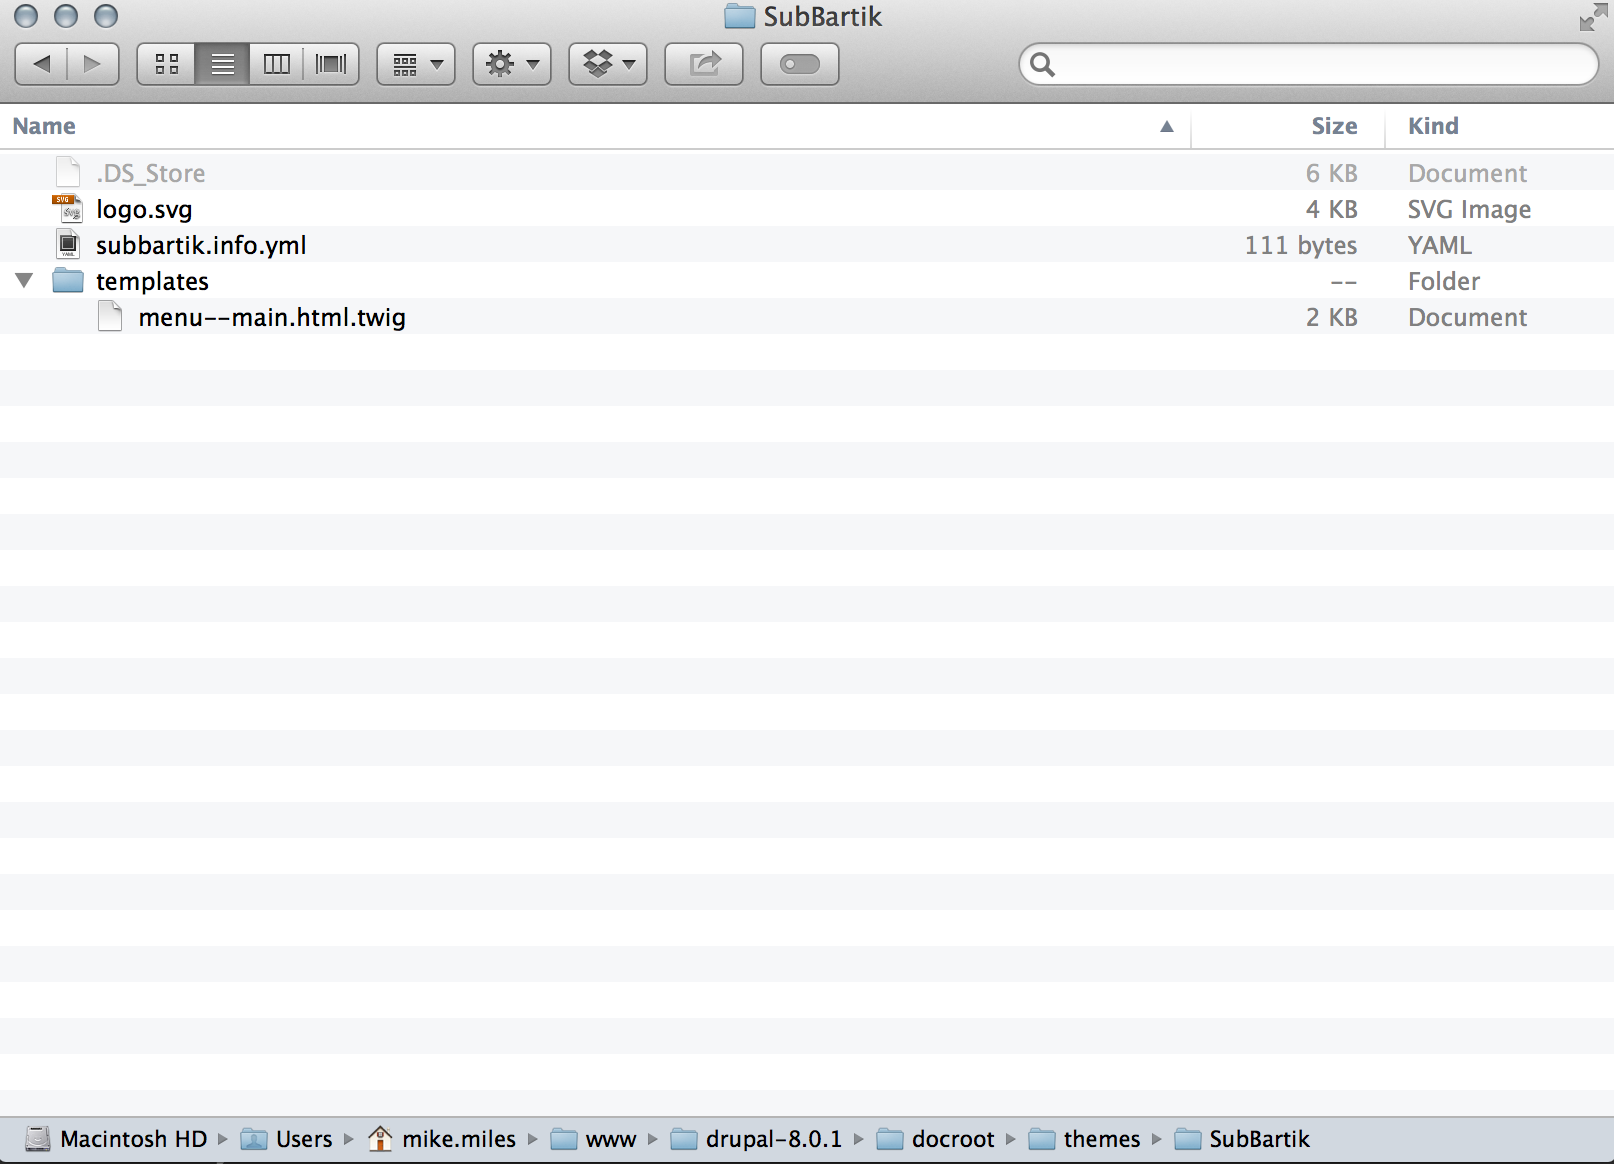 SubBartik
Name Size Kind
.DS_Store 6 KB Document
logo.svg 4 KB SVG Image
subbartik.info.yml 111 bytes YAML
templates -- Folder
menu--main.html.twig 2 KB Document
Macintosh HD Users mike.miles www drupal-8.0.1 docroot themes SubBartik